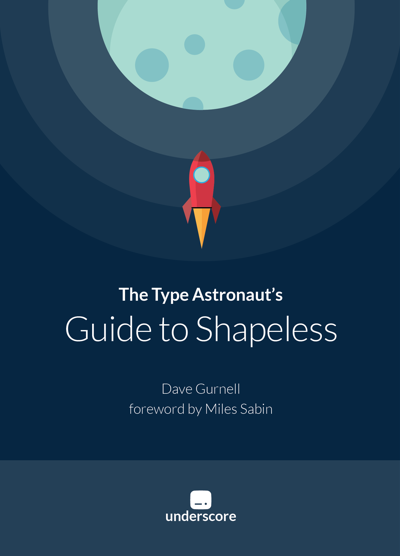 The Type Astronaut's
Guide to Shapeless
Dave Gurnell
foreword by Miles Sabin
underscore